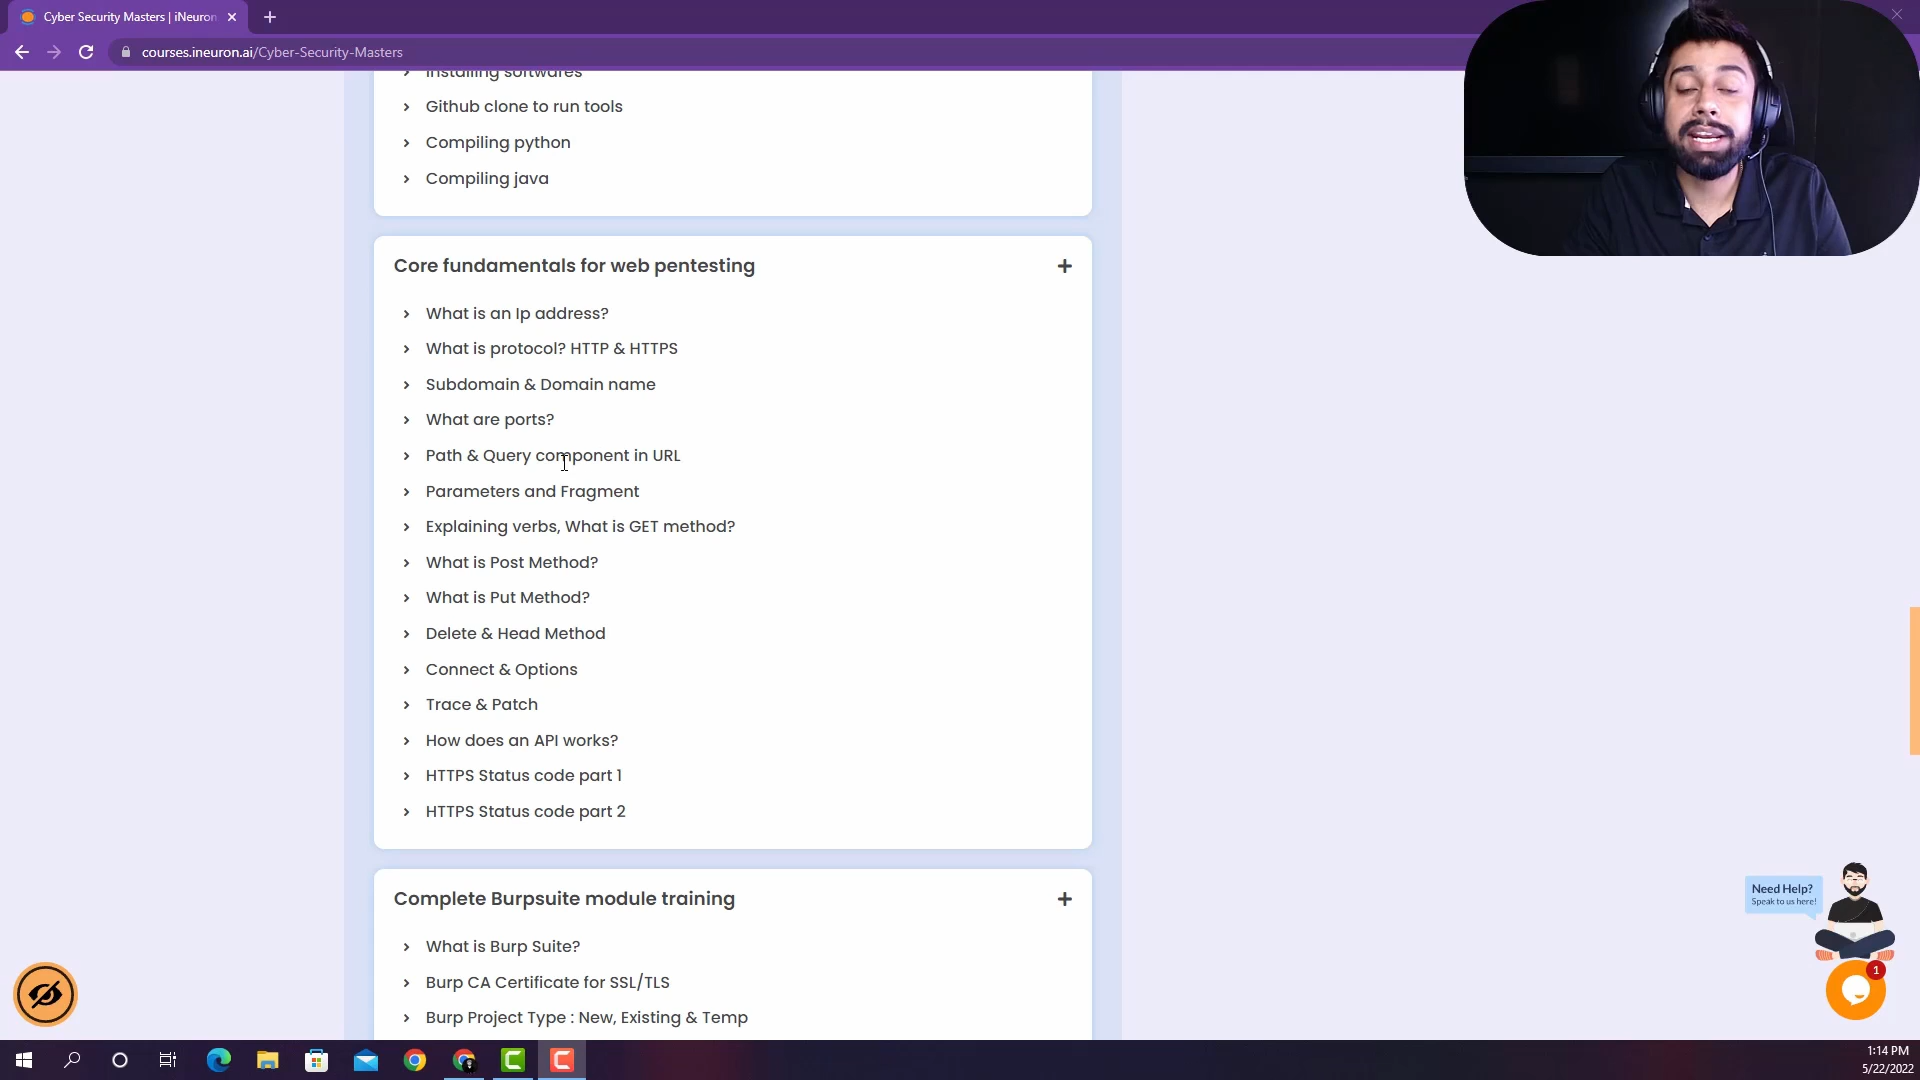 Cyber Security Masters | iNeuron
courses.ineuron.ai/Cyber-Security-Masters
Installing softwares
Github clone to run tools
Compiling python
Compiling java
Core fundamentals for web pentesting
What is an Ip address?
What is protocol? HTTP & HTTPS
Subdomain & Domain name
What are ports?
Path & Query component in URL
Parameters and Fragment
Explaining verbs, What is GET method?
What is Post Method?
What is Put Method?
Delete & Head Method
Connect & Options
Trace & Patch
How does an API works?
HTTPS Status code part 1
HTTPS Status code part 2
Complete Burpsuite module training
What is Burp Suite?
Burp CA Certificate for SSL/TLS
Burp Project Type : New, Existing & Temp
Need Help?
Speak to us here!
1
1:14 PM
5/22/2022